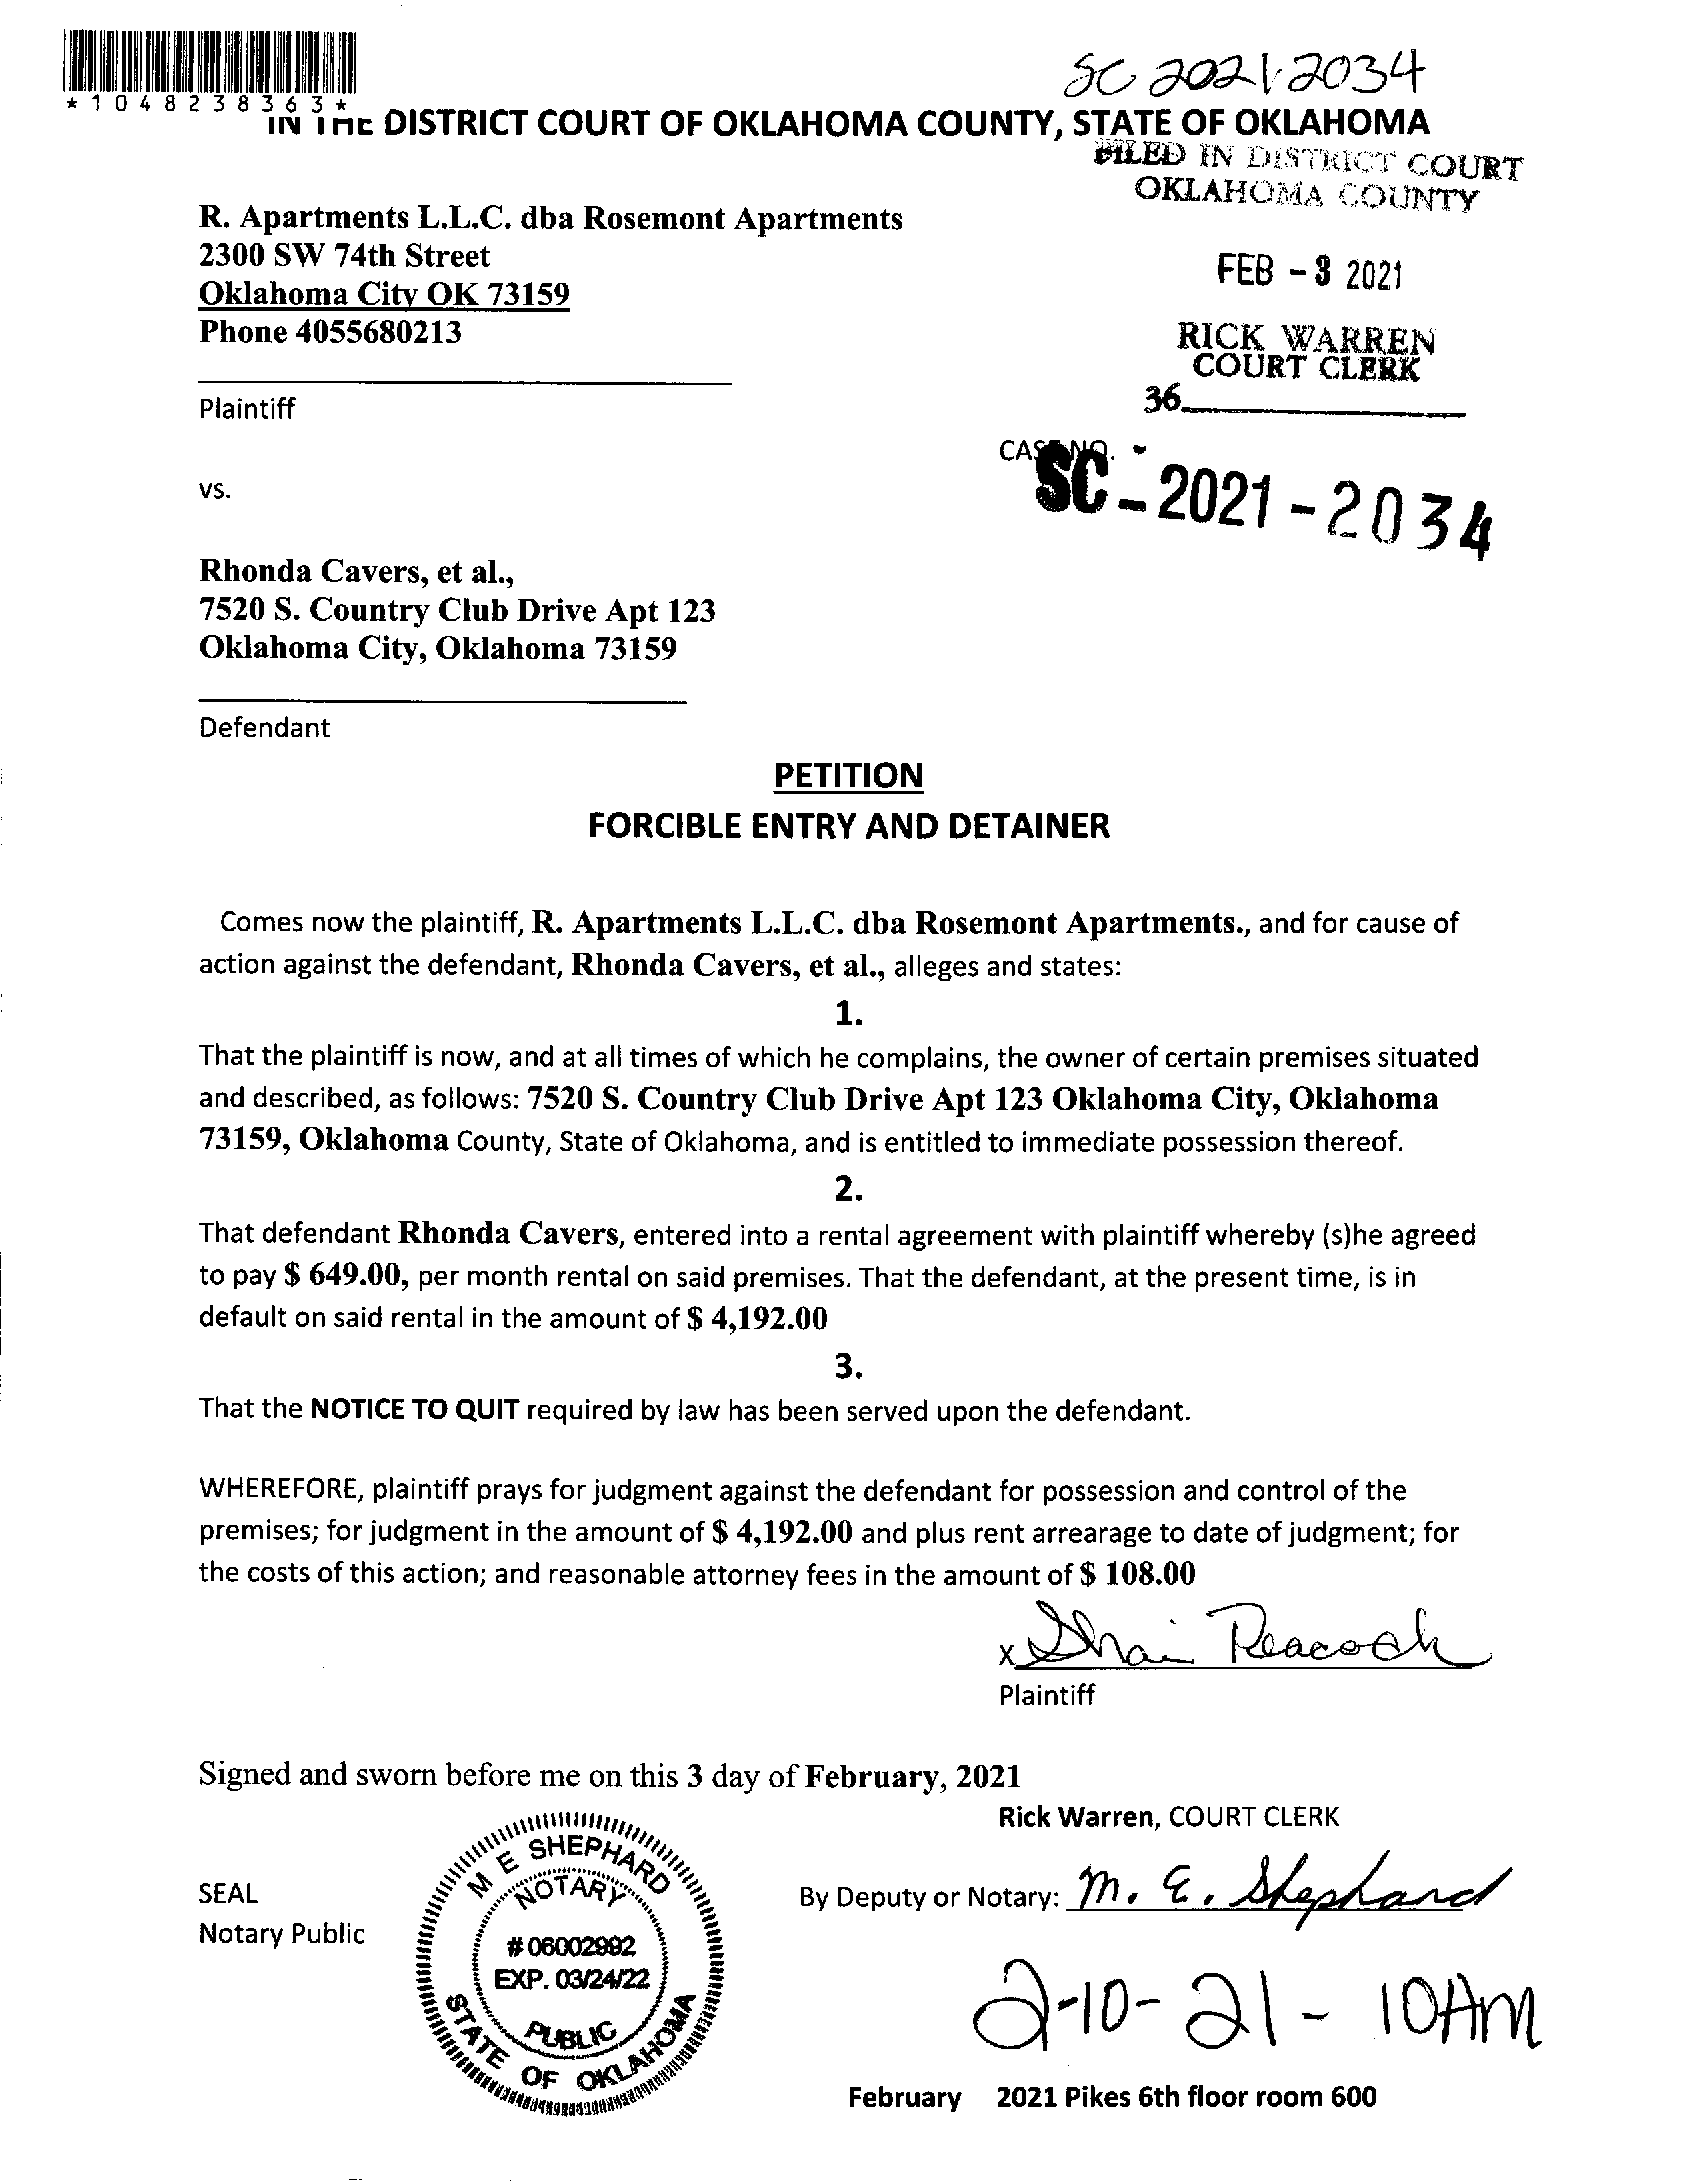 *1048238363*
SC 2021-2034
IN THE DISTRICT COURT OF OKLAHOMA COUNTY, STATE OF OKLAHOMA
FILED IN DISTRICT COURT
OKLAHOMA COUNTY
R. Apartments L.L.C. dba Rosemont Apartments
2300 SW 74th Street
Oklahoma City OK 73159
Phone 4055680213
FEB - 3 2021
RICK WARREN
COURT CLERK
36
Plaintiff
CASE NO.
SC - 2021 - 2034
vs.
Rhonda Cavers, et al.,
7520 S. Country Club Drive Apt 123
Oklahoma City, Oklahoma 73159
Defendant
PETITION
FORCIBLE ENTRY AND DETAINER
Comes now the plaintiff, R. Apartments L.L.C. dba Rosemont Apartments., and for cause of
action against the defendant, Rhonda Cavers, et al., alleges and states:
1.
That the plaintiff is now, and at all times of which he complains, the owner of certain premises situated
and described, as follows: 7520 S. Country Club Drive Apt 123 Oklahoma City, Oklahoma
73159, Oklahoma County, State of Oklahoma, and is entitled to immediate possession thereof.
2.
That defendant Rhonda Cavers, entered into a rental agreement with plaintiff whereby (s)he agreed
to pay $ 649.00, per month rental on said premises. That the defendant, at the present time, is in
default on said rental in the amount of $ 4,192.00
3.
That the NOTICE TO QUIT required by law has been served upon the defendant.
WHEREFORE, plaintiff prays for judgment against the defendant for possession and control of the
premises; for judgment in the amount of $ 4,192.00 and plus rent arrearage to date of judgment; for
the costs of this action; and reasonable attorney fees in the amount of $ 108.00
x Shai Peacock
Plaintiff
Signed and sworn before me on this 3 day of February, 2021
Rick Warren, COURT CLERK
SEAL
Notary Public
M E SHEPHARD
NOTARY
# 06002992
EXP. 03/24/22
PUBLIC
STATE OF OKLAHOMA
By Deputy or Notary: M. E. Shephard
2-10-21 - 10AM
February 2021 Pikes 6th floor room 600